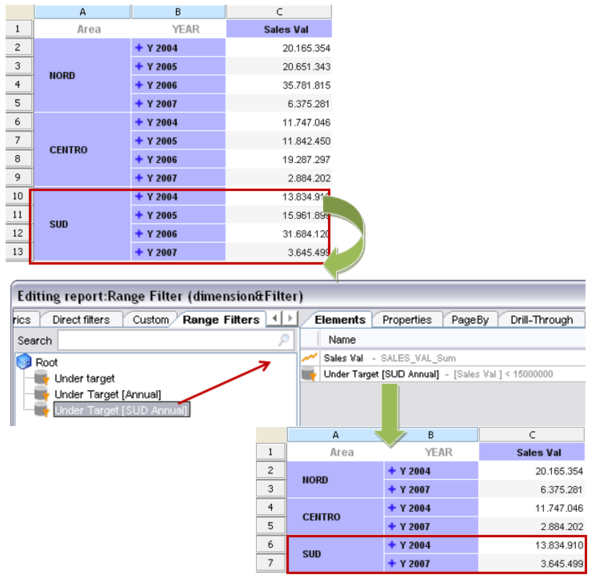 A B C
1 Area YEAR Sales Val
2 NORD Y 2004 20.165.354
3 Y 2005 20.651.343
4 Y 2006 35.781.815
5 Y 2007 6.375.281
6 CENTRO Y 2004 11.747.046
7 Y 2005 11.842.450
8 Y 2006 19.287.297
9 Y 2007 2.884.202
10 SUD Y 2004 13.834.910
11 Y 2005 15.961.899
12 Y 2006 31.684.120
13 Y 2007 3.645.499
Editing report:Range Filter (dimension&Filter)
rics Direct filters Custom Range Filters Elements Properties PageBy Drill-Through
Search Name
Root
Under target
Under Target [Annual]
Under Target [SUD Annual]
Sales Val - SALES_VAL_Sum
Under Target [SUD Annual] - [Sales Val ] < 15000000
A B C
1 Area YEAR Sales Val
2 NORD Y 2004 20.165.354
3 Y 2007 6.375.281
4 CENTRO Y 2004 11.747.046
5 Y 2007 2.884.202
6 SUD Y 2004 13.834.910
7 Y 2007 3.645.499